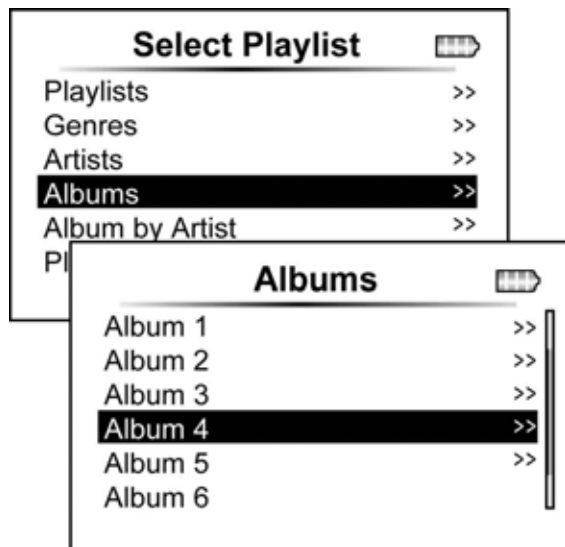 Select Playlist
Playlists >>
Genres >>
Artists >>
Albums >>
Album by Artist >>
Pl
Albums
Album 1 >>
Album 2 >>
Album 3 >>
Album 4 >>
Album 5 >>
Album 6